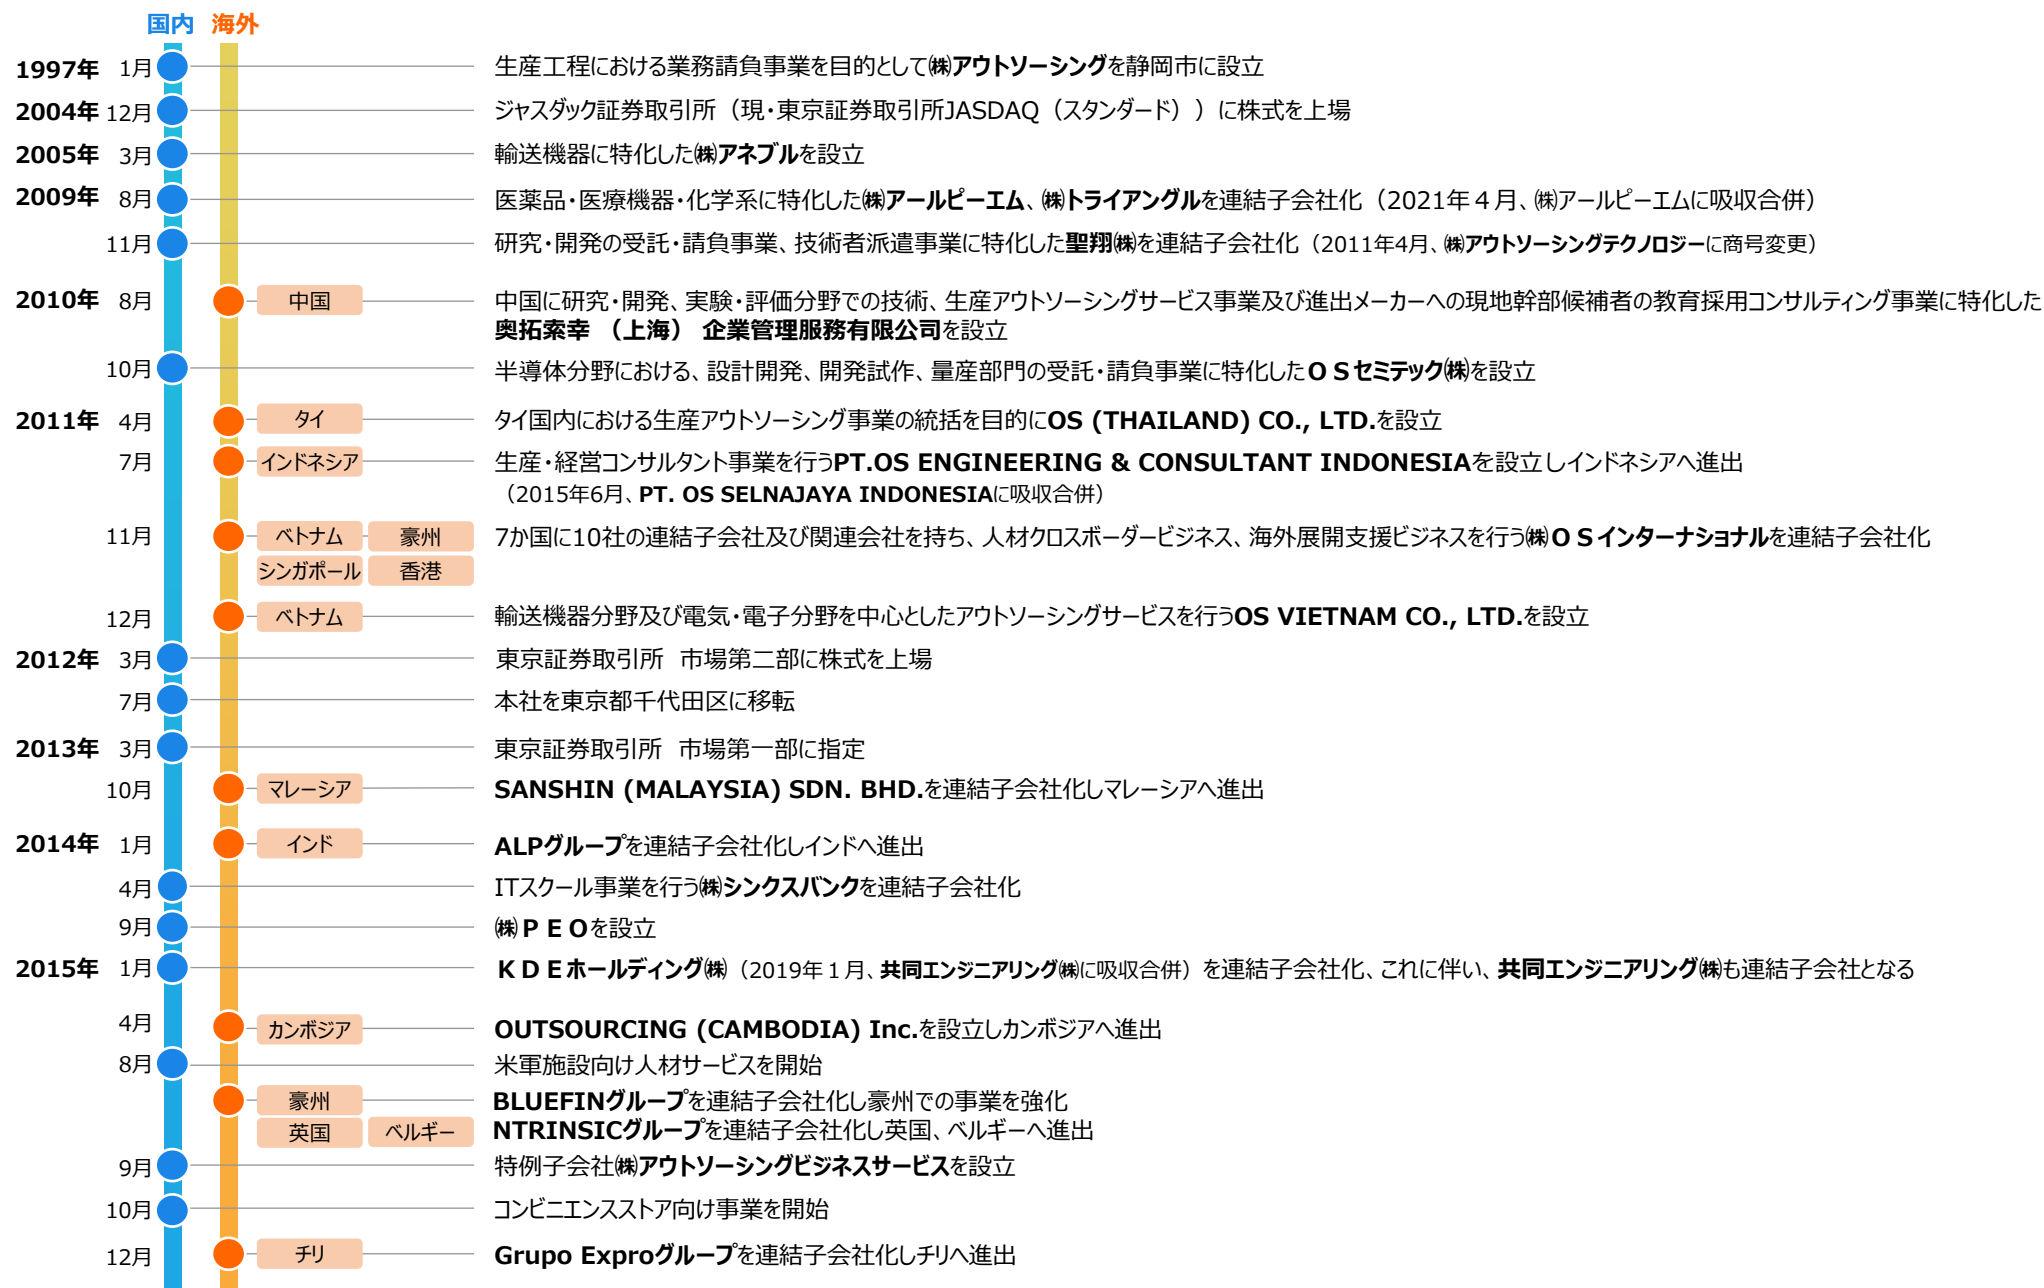 国内 海外
1997年 1月 生産工程における業務請負事業を目的として㈱アウトソーシングを静岡市に設立
2004年 12月 ジャスダック証券取引所（現・東京証券取引所JASDAQ（スタンダード））に株式を上場
2005年 3月 輸送機器に特化した㈱アネブルを設立
2009年 8月 医薬品・医療機器・化学系に特化した㈱アールピーエム、㈱トライアングルを連結子会社化（2021年４月、㈱アールピーエムに吸収合併）
11月 研究・開発の受託・請負事業、技術者派遣事業に特化した聖翔㈱を連結子会社化（2011年4月、㈱アウトソーシングテクノロジーに商号変更）
2010年 8月 中国 中国に研究・開発、実験・評価分野での技術、生産アウトソーシングサービス事業及び進出メーカーへの現地幹部候補者の教育採用コンサルティング事業に特化した
奥拓索幸 （上海） 企業管理服務有限公司を設立
10月 半導体分野における、設計開発、開発試作、量産部門の受託・請負事業に特化したＯＳセミテック㈱を設立
2011年 4月 タイ タイ国内における生産アウトソーシング事業の統括を目的にOS (THAILAND) CO., LTD.を設立
7月 インドネシア 生産・経営コンサルタント事業を行うPT.OS ENGINEERING & CONSULTANT INDONESIAを設立しインドネシアへ進出
（2015年6月、PT. OS SELNAJAYA INDONESIAに吸収合併）
11月 ベトナム 豪州 7か国に10社の連結子会社及び関連会社を持ち、人材クロスボーダービジネス、海外展開支援ビジネスを行う㈱ＯＳインターナショナルを連結子会社化
シンガポール 香港
12月 ベトナム 輸送機器分野及び電気・電子分野を中心としたアウトソーシングサービスを行うOS VIETNAM CO., LTD.を設立
2012年 3月 東京証券取引所 市場第二部に株式を上場
7月 本社を東京都千代田区に移転
2013年 3月 東京証券取引所 市場第一部に指定
10月 マレーシア SANSHIN (MALAYSIA) SDN. BHD.を連結子会社化しマレーシアへ進出
2014年 1月 インド ALPグループを連結子会社化しインドへ進出
4月 ITスクール事業を行う㈱シンクスバンクを連結子会社化
9月 ㈱ＰＥＯを設立
2015年 1月 ＫＤＥホールディング㈱（2019年１月、共同エンジニアリング㈱に吸収合併）を連結子会社化、これに伴い、共同エンジニアリング㈱も連結子会社となる
4月 カンボジア OUTSOURCING (CAMBODIA) Inc.を設立しカンボジアへ進出
8月 米軍施設向け人材サービスを開始
豪州 BLUEFINグループを連結子会社化し豪州での事業を強化
英国 ベルギー NTRINSICグループを連結子会社化し英国、ベルギーへ進出
9月 特例子会社㈱アウトソーシングビジネスサービスを設立
10月 コンビニエンスストア向け事業を開始
12月 チリ Grupo Exproグループを連結子会社化しチリへ進出